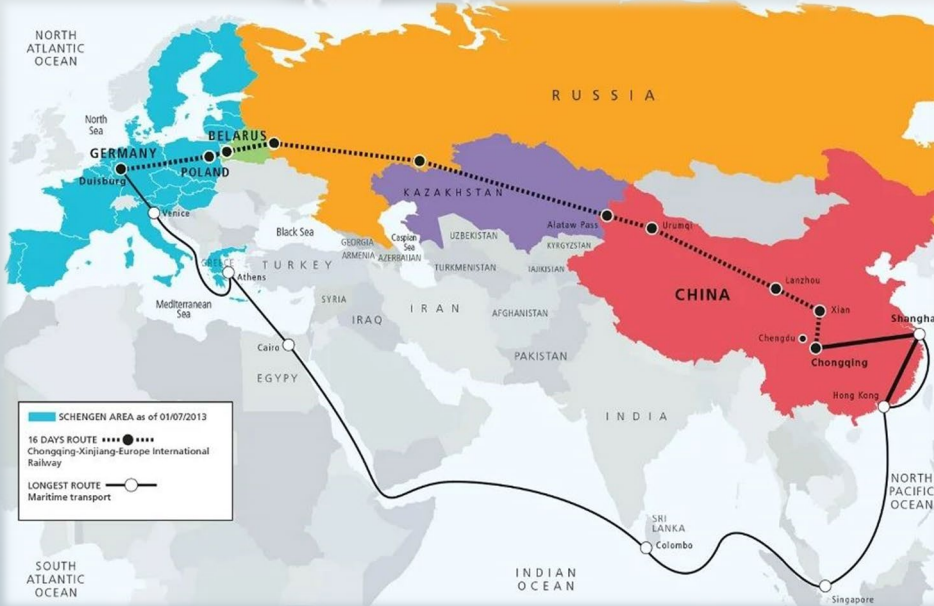 NORTH
ATLANTIC
OCEAN
North
Sea
RUSSIA
BELARUS
GERMANY
POLAND
Duisburg
Venice
KAZAKHSTAN
Alataw Pass
Urumqi
Black Sea
Caspian
Sea
GEORGIA
ARMENIA
AZERBAIJAN
UZBEKISTAN
KYRGYZSTAN
TURKMENISTAN
TAJIKISTAN
GREECE
Athens
TURKEY
Mediterranean
Sea
SYRIA
IRAQ
IRAN
AFGHANISTAN
PAKISTAN
CHINA
Lanzhou
Xian
Chengdu
Chongqing
Shangha
Hong Kong
Cairo
EGYPT
INDIA
SCHENGEN AREA as of 01/07/2013
16 DAYS ROUTE
Chongqing-Xinjiang-Europe International
Railway
LONGEST ROUTE
Maritime transport
NORTH
PACIFIC
OCEAN
SRI
LANKA
Colombo
SOUTH
ATLANTIC
OCEAN
INDIAN
OCEAN
Singapore